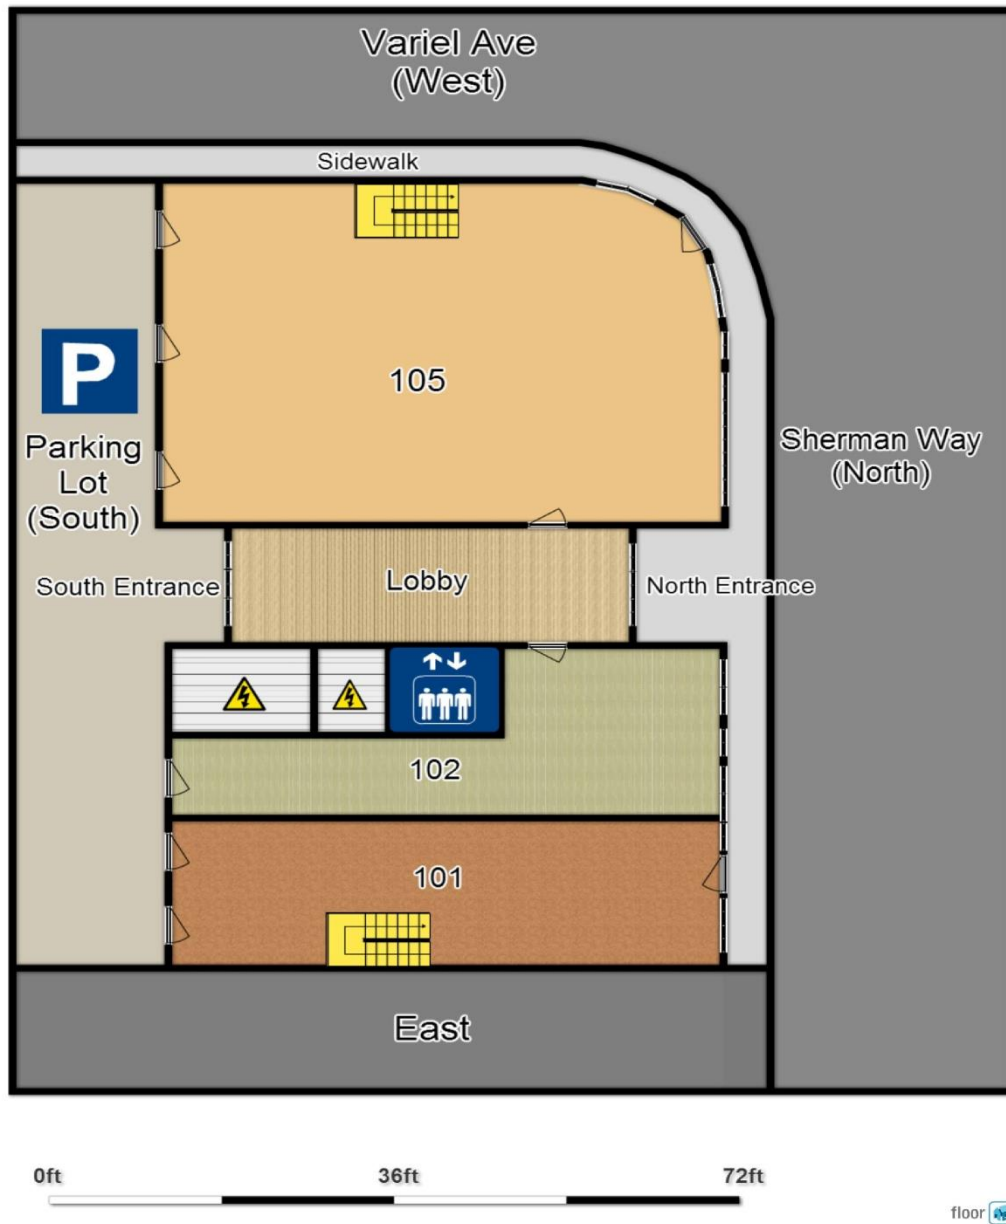 Variel Ave
(West)
Sidewalk
105
P
Parking
Lot
(South)
Sherman Way
(North)
South Entrance
Lobby
North Entrance
102
101
East
0ft
36ft
72ft
floor